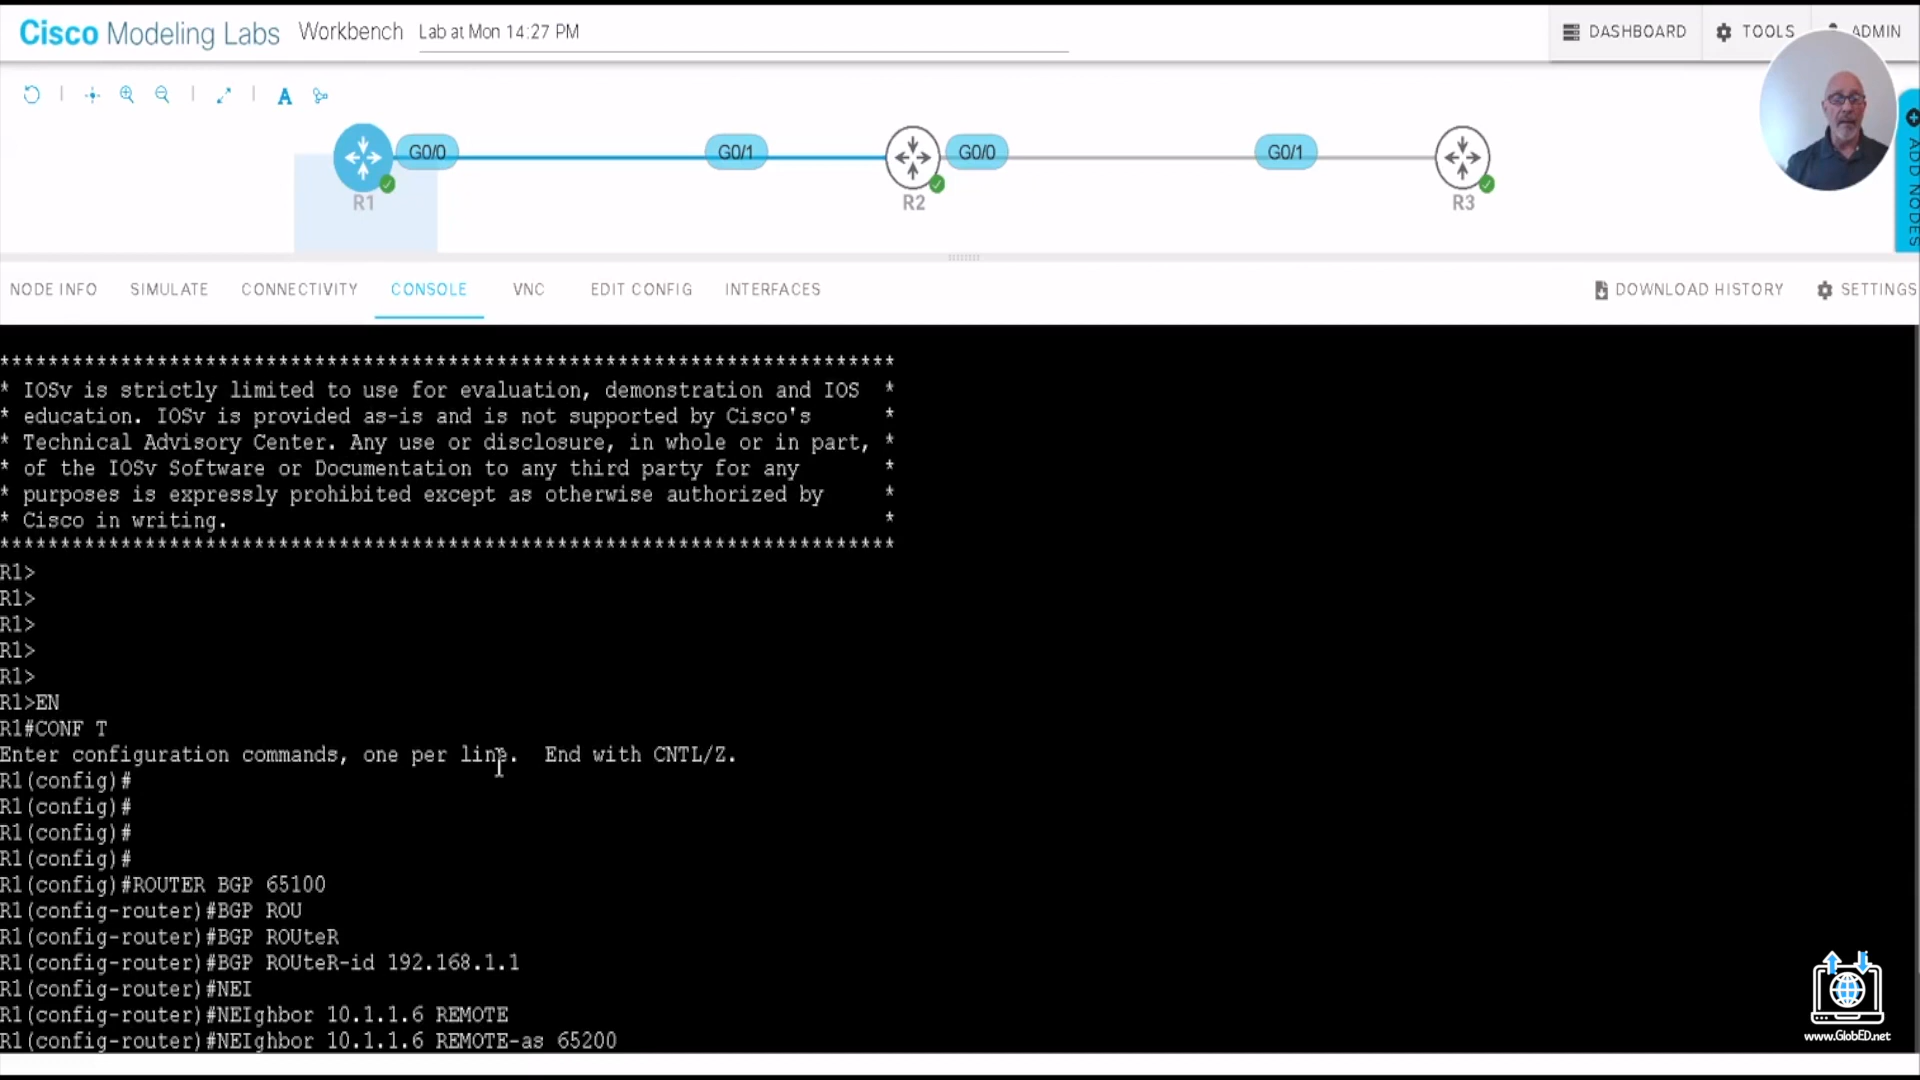 Cisco Modeling Labs Workbench Lab at Mon 14:27 PM DASHBOARD TOOLS ADMIN
A
G0/0 G0/1 G0/0 G0/1
R1 R2 R3
ADD NODES
NODE INFO SIMULATE CONNECTIVITY CONSOLE VNC EDIT CONFIG INTERFACES DOWNLOAD HISTORY SETTINGS
**************************************************************************
* IOSv is strictly limited to use for evaluation, demonstration and IOS *
* education. IOSv is provided as-is and is not supported by Cisco's *
* Technical Advisory Center. Any use or disclosure, in whole or in part, *
* of the IOSv Software or Documentation to any third party for any *
* purposes is expressly prohibited except as otherwise authorized by *
* Cisco in writing. *
**************************************************************************
R1>
R1>
R1>
R1>
R1>
R1>EN
R1#CONF T
Enter configuration commands, one per line. End with CNTL/Z.
R1(config)#
R1(config)#
R1(config)#
R1(config)#
R1(config)#ROUTER BGP 65100
R1(config-router)#BGP ROU
R1(config-router)#BGP ROUteR
R1(config-router)#BGP ROUteR-id 192.168.1.1
R1(config-router)#NEI
R1(config-router)#NEIghbor 10.1.1.6 REMOTE
R1(config-router)#NEIghbor 10.1.1.6 REMOTE-as 65200
www.GlobED.net